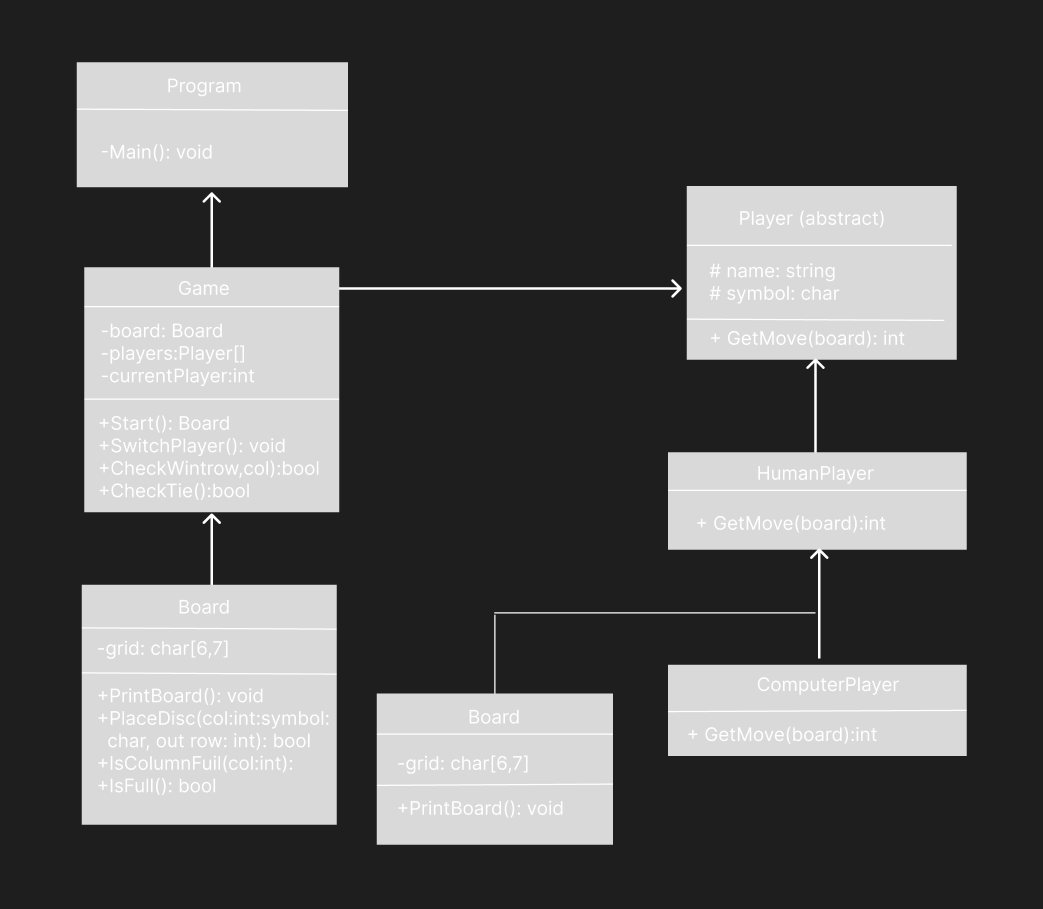 Program
-Main(): void
Player (abstract)
# name: string
# symbol: char
+ GetMove(board): int
Game
-board: Board
-players:Player[]
-currentPlayer:int
+Start(): Board
+SwitchPlayer(): void
+CheckWintrow,col):bool
+CheckTie():bool
HumanPlayer
+ GetMove(board):int
Board
-grid: char[6,7]
+PrintBoard(): void
+PlaceDisc(col:int:symbol:
char, out row: int): bool
+IsColumnFuil(col:int):
+IsFull(): bool
Board
-grid: char[6,7]
+PrintBoard(): void
ComputerPlayer
+ GetMove(board):int